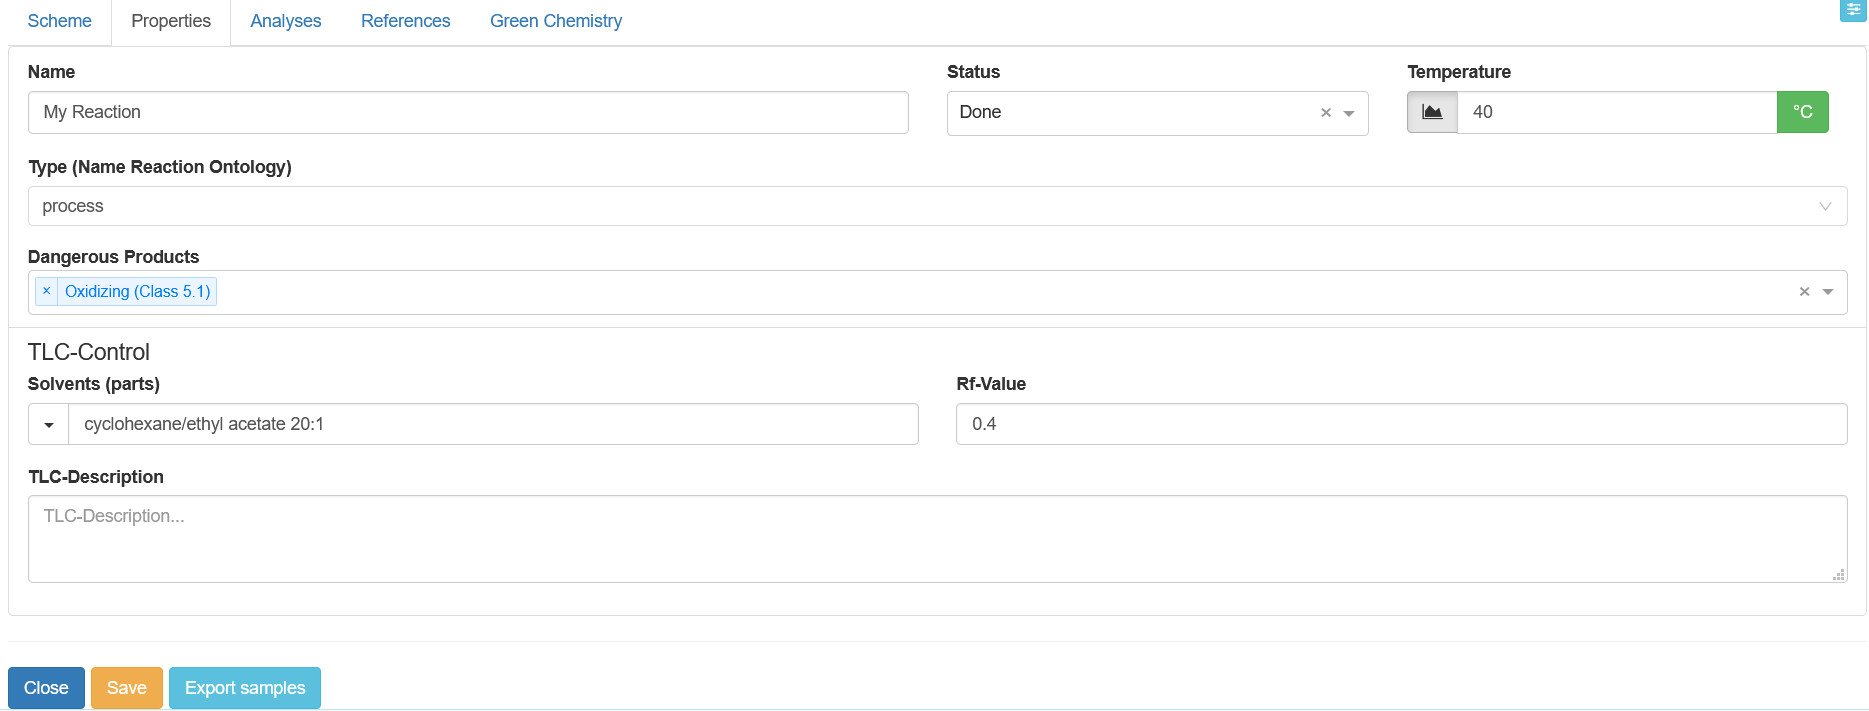 Scheme Properties Analyses References Green Chemistry
Name Status Temperature
My Reaction Done × 40 °C
Type (Name Reaction Ontology)
process
Dangerous Products
× Oxidizing (Class 5.1) ×
TLC-Control
Solvents (parts) Rf-Value
cyclohexane/ethyl acetate 20:1 0.4
TLC-Description
TLC-Description...
Close Save Export samples